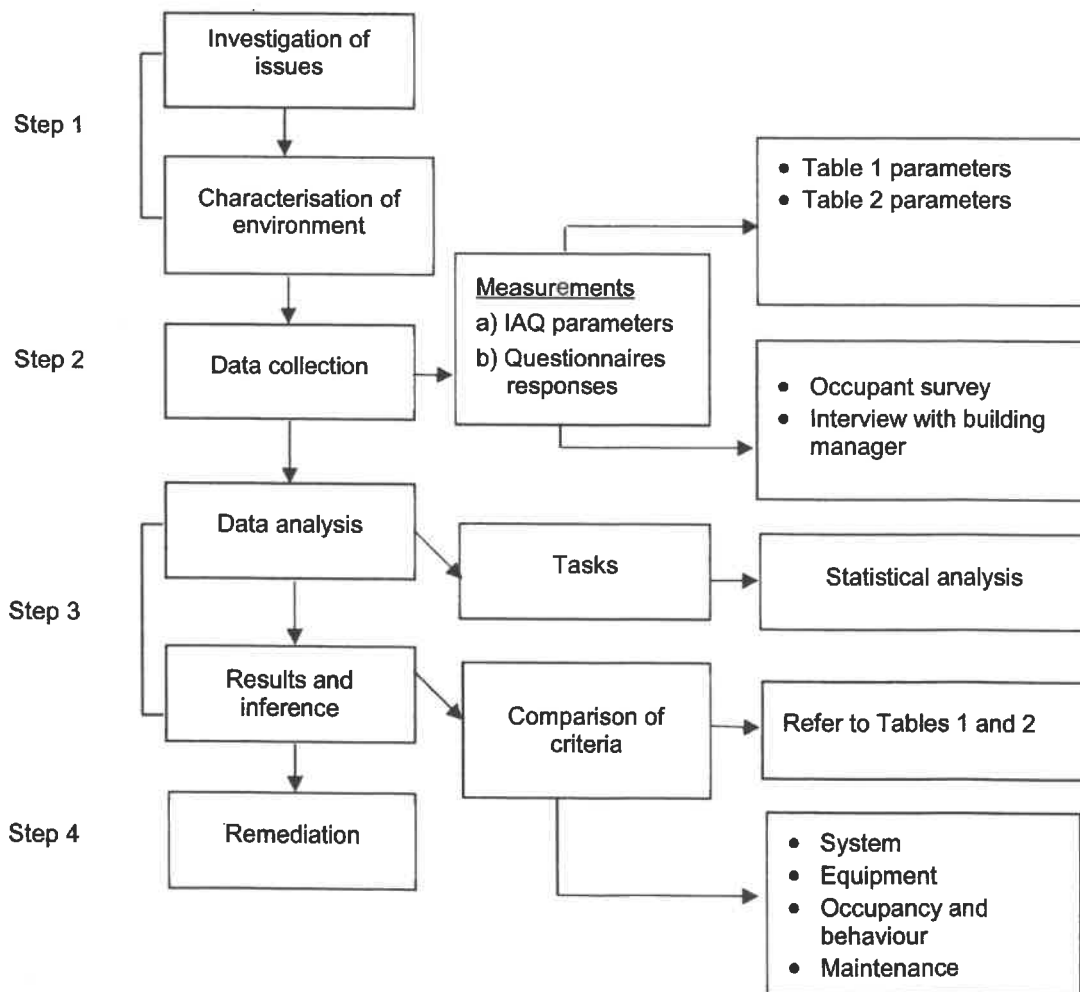 Step 1
Investigation of
issues
Characterisation of
environment
Step 2
Data collection
Measurements
a) IAQ parameters
b) Questionnaires
responses
• Table 1 parameters
• Table 2 parameters
• Occupant survey
• Interview with building
manager
Step 3
Data analysis
Tasks
Statistical analysis
Results and
inference
Comparison of
criteria
Refer to Tables 1 and 2
• System
• Equipment
• Occupancy and
behaviour
• Maintenance
Step 4
Remediation